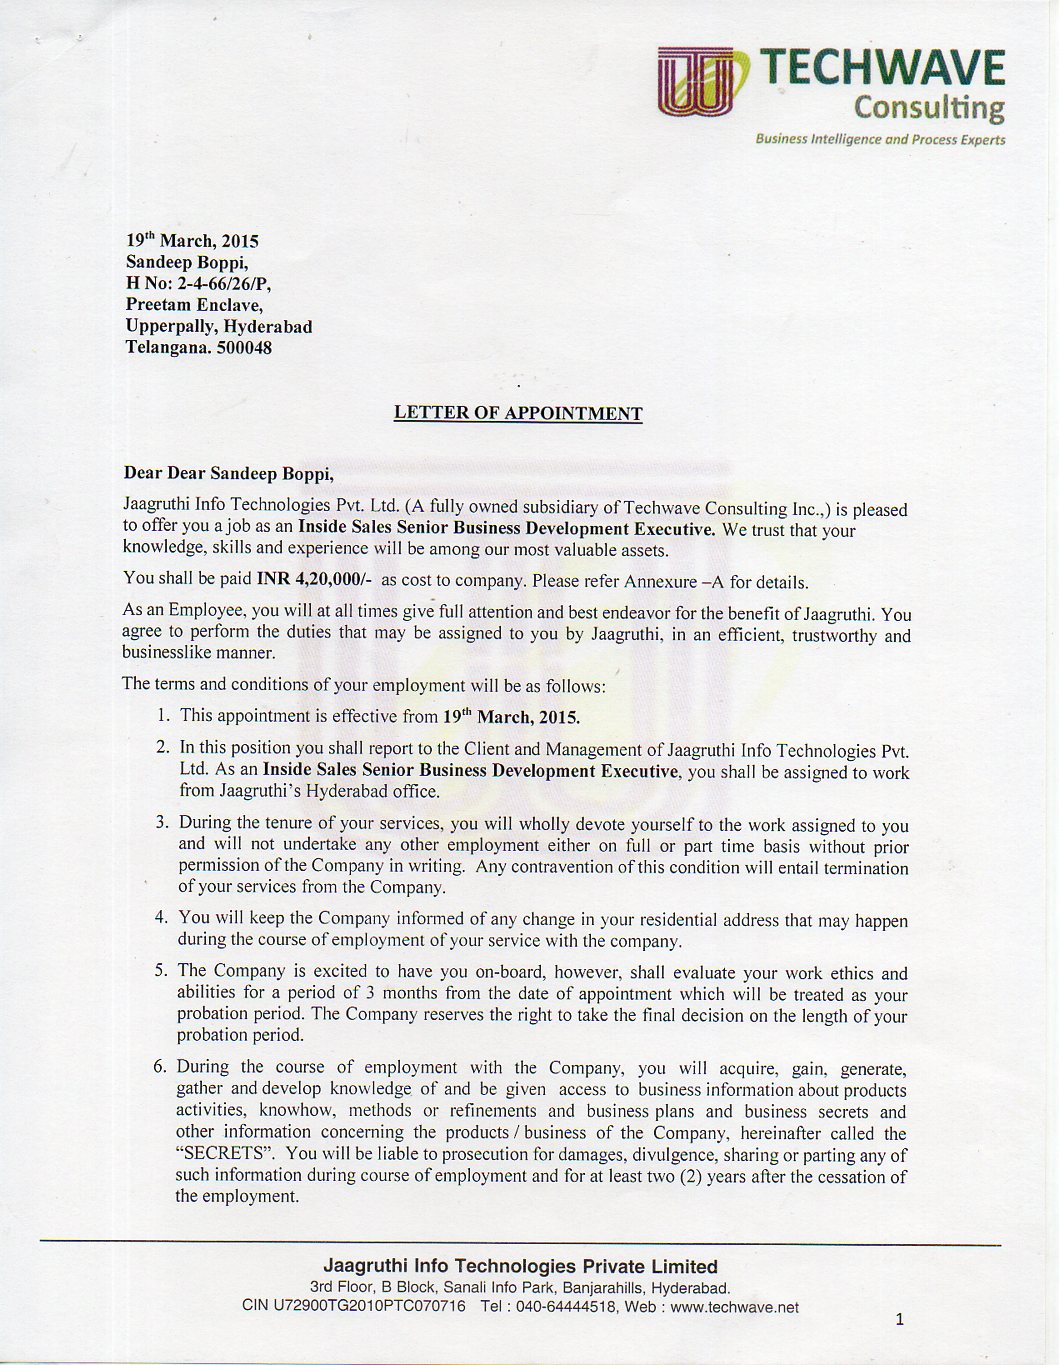 TECHWAVE
Consulting
Business Intelligence and Process Experts
19th March, 2015
Sandeep Boppi,
H No: 2-4-66/26/P,
Preetam Enclave,
Upperpally, Hyderabad
Telangana. 500048
LETTER OF APPOINTMENT
Dear Dear Sandeep Boppi,
Jaagruthi Info Technologies Pvt. Ltd. (A fully owned subsidiary of Techwave Consulting Inc.,) is pleased
to offer you a job as an Inside Sales Senior Business Development Executive. We trust that your
knowledge, skills and experience will be among our most valuable assets.
You shall be paid INR 4,20,000/- as cost to company. Please refer Annexure –A for details.
As an Employee, you will at all times give full attention and best endeavor for the benefit of Jaagruthi. You
agree to perform the duties that may be assigned to you by Jaagruthi, in an efficient, trustworthy and
businesslike manner.
The terms and conditions of your employment will be as follows:
1. This appointment is effective from 19th March, 2015.
2. In this position you shall report to the Client and Management of Jaagruthi Info Technologies Pvt.
Ltd. As an Inside Sales Senior Business Development Executive, you shall be assigned to work
from Jaagruthi's Hyderabad office.
3. During the tenure of your services, you will wholly devote yourself to the work assigned to you
and will not undertake any other employment either on full or part time basis without prior
permission of the Company in writing. Any contravention of this condition will entail termination
of your services from the Company.
4. You will keep the Company informed of any change in your residential address that may happen
during the course of employment of your service with the company.
5. The Company is excited to have you on-board, however, shall evaluate your work ethics and
abilities for a period of 3 months from the date of appointment which will be treated as your
probation period. The Company reserves the right to take the final decision on the length of your
probation period.
6. During the course of employment with the Company, you will acquire, gain, generate,
gather and develop knowledge of and be given access to business information about products
activities, knowhow, methods or refinements and business plans and business secrets and
other information concerning the products / business of the Company, hereinafter called the
“SECRETS”. You will be liable to prosecution for damages, divulgence, sharing or parting any of
such information during course of employment and for at least two (2) years after the cessation of
the employment.
Jaagruthi Info Technologies Private Limited
3rd Floor, B Block, Sanali Info Park, Banjarahills, Hyderabad.
CIN U72900TG2010PTC070716 Tel : 040-64444518, Web : www.techwave.net
1